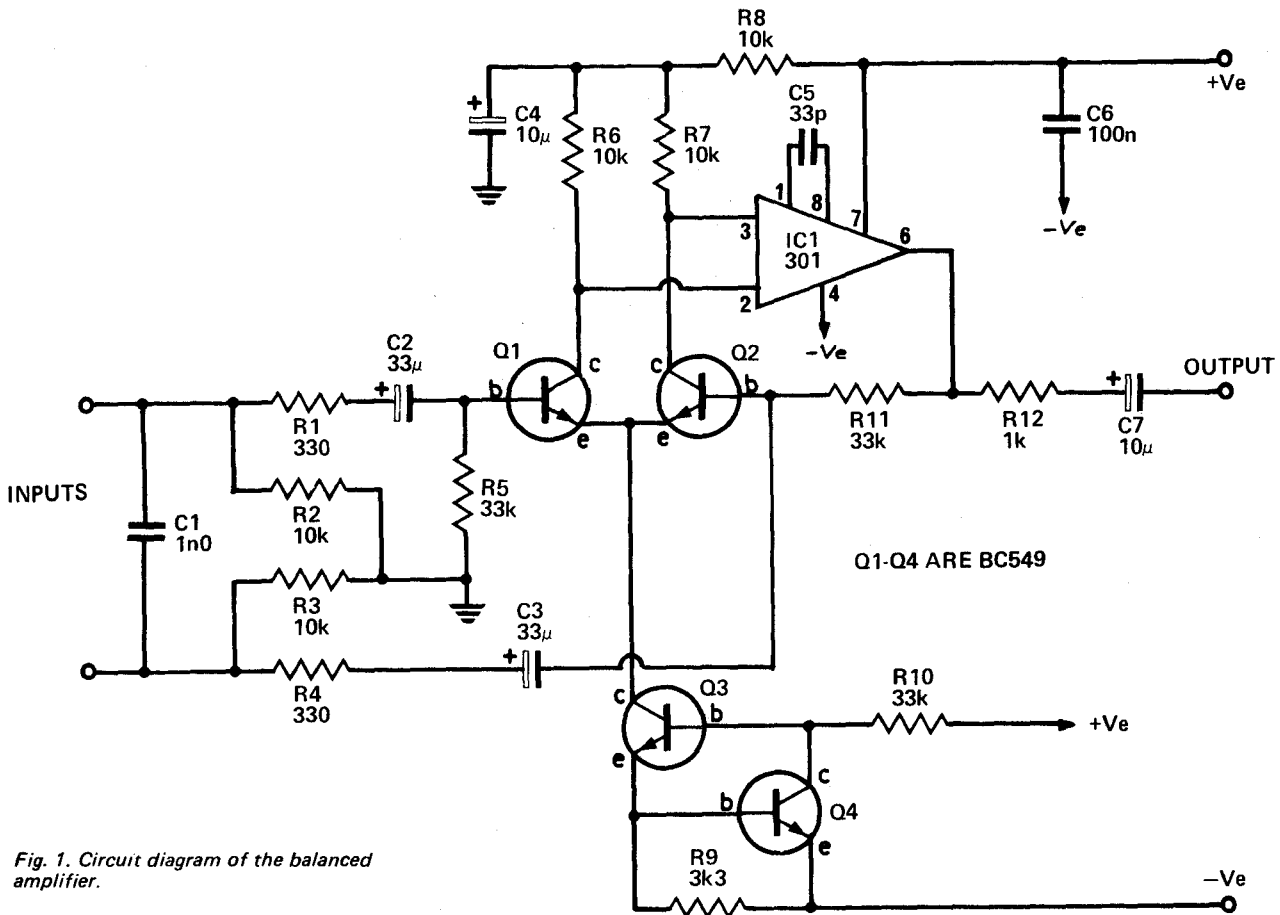 R8
10k
+Ve
C4
10μ
R6
10k
R7
10k
C5
33p
C6
100n
-Ve
1
8
7
6
3
IC1
301
2
4
-Ve
C2
33μ
+
Q1
c
b
e
Q2
c
b
e
R11
33k
R12
1k
+
C7
10μ
OUTPUT
R1
330
INPUTS
C1
1n0
R2
10k
R5
33k
R3
10k
C3
33μ
+
R4
330
Q1-Q4 ARE BC549
Q3
c
b
e
R10
33k
+Ve
c
b
Q4
e
R9
3k3
-Ve
+
Fig. 1. Circuit diagram of the balanced
amplifier.